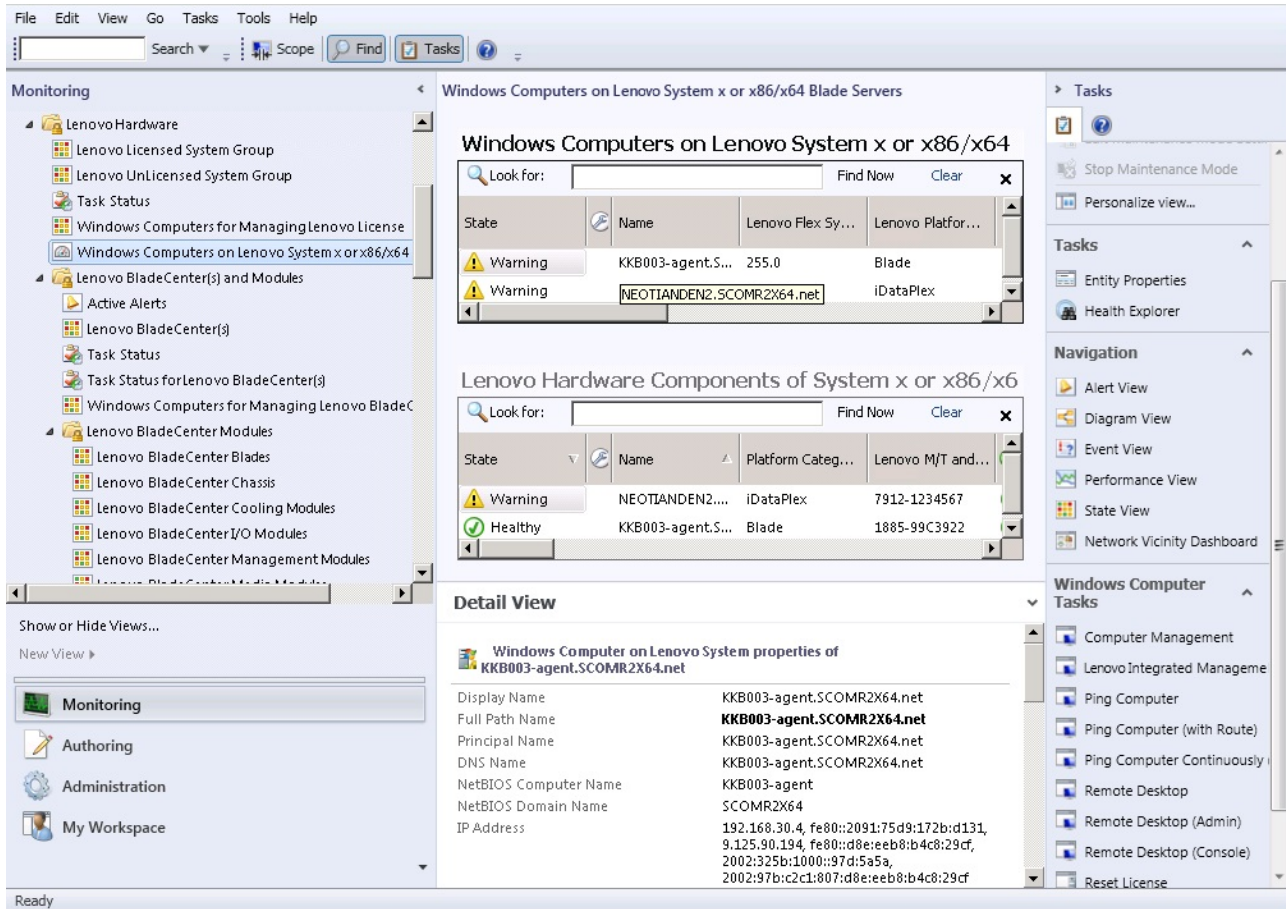 File Edit View Go Tasks Tools Help
Search Scope Find Tasks
Monitoring
Lenovo Hardware
Lenovo Licensed System Group
Lenovo UnLicensed System Group
Task Status
Windows Computers for Managing Lenovo License
Windows Computers on Lenovo System x or x86/x64
Lenovo BladeCenter(s) and Modules
Active Alerts
Lenovo BladeCenter(s)
Task Status
Task Status for Lenovo BladeCenter(s)
Windows Computers for Managing Lenovo BladeC
Lenovo BladeCenter Modules
Lenovo BladeCenter Blades
Lenovo BladeCenter Chassis
Lenovo BladeCenter Cooling Modules
Lenovo BladeCenter I/O Modules
Lenovo BladeCenter Management Modules
Lenovo BladeCenter Media Modules
Show or Hide Views...
New View
Monitoring
Authoring
Administration
My Workspace
Ready
Windows Computers on Lenovo System x or x86/x64 Blade Servers
Windows Computers on Lenovo System x or x86/x64
Look for: Find Now Clear
State Name Lenovo Flex Sy... Lenovo Platfor...
Warning KKB003-agent.S... 255.0 Blade
Warning NEOTIANDEN2.SCOMR2X64.net iDataPlex
Lenovo Hardware Components of System x or x86/x6
Look for: Find Now Clear
State Name Platform Categ... Lenovo M/T and...
Warning NEOTIANDEN2.... iDataPlex 7912-1234567
Healthy KKB003-agent.S... Blade 1885-99C3922
Detail View
Windows Computer on Lenovo System properties of
KKB003-agent.SCOMR2X64.net
Display Name KKB003-agent.SCOMR2X64.net
Full Path Name KKB003-agent.SCOMR2X64.net
Principal Name KKB003-agent.SCOMR2X64.net
DNS Name KKB003-agent.SCOMR2X64.net
NetBIOS Computer Name KKB003-agent
NetBIOS Domain Name SCOMR2X64
IP Address 192.168.30.4, fe80::2091:75d9:172b:d131,
9.125.90.194, fe80::d8e:eeb8:b4c8:29cf,
2002:325b:1000::97d:5a5a,
2002:97b:c2c1:807:d8e:eeb8:b4c8:29cf
Tasks
Stop Maintenance Mode
Personalize view...
Tasks
Entity Properties
Health Explorer
Navigation
Alert View
Diagram View
Event View
Performance View
State View
Network Vicinity Dashboard
Windows Computer
Tasks
Computer Management
Lenovo Integrated Manageme
Ping Computer
Ping Computer (with Route)
Ping Computer Continuously
Remote Desktop
Remote Desktop (Admin)
Remote Desktop (Console)
Reset License